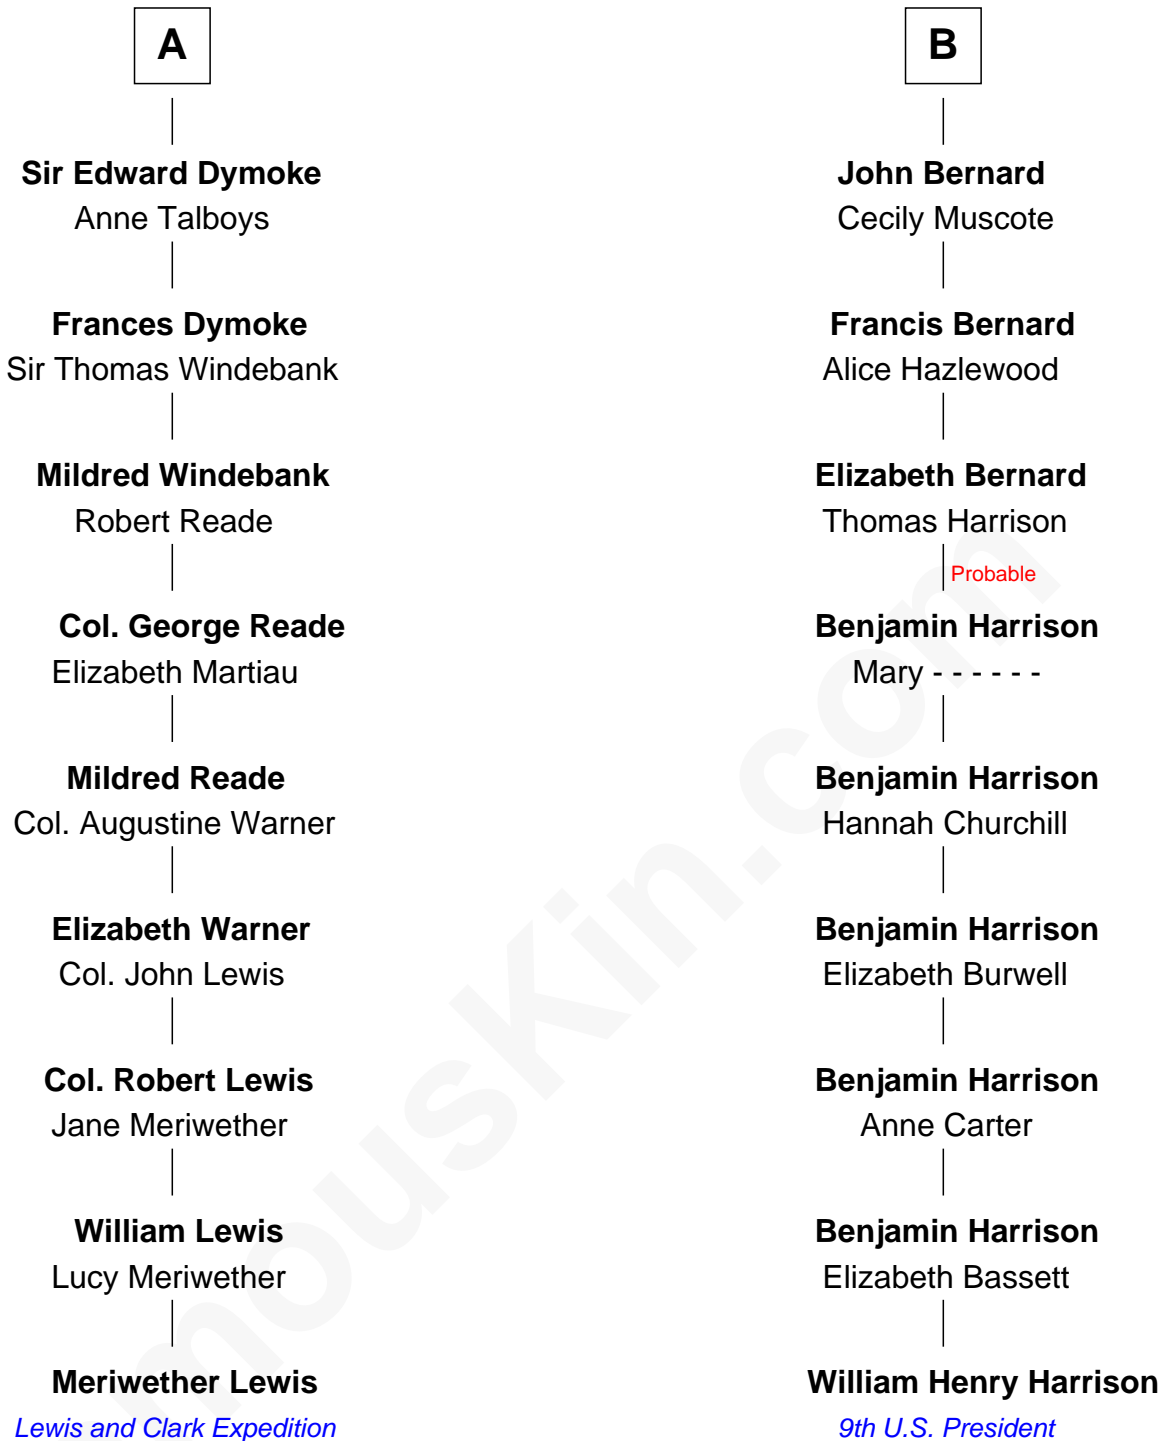 A
Sir Edward Dymoke
Anne Talboys
Frances Dymoke
Sir Thomas Windebank
Mildred Windebank
Robert Reade
Col. George Reade
Elizabeth Martiau
Mildred Reade
Col. Augustine Warner
Elizabeth Warner
Col. John Lewis
Col. Robert Lewis
Jane Meriwether
William Lewis
Lucy Meriwether
Meriwether Lewis
Lewis and Clark Expedition
B
John Bernard
Cecily Muscote
Francis Bernard
Alice Hazlewood
Elizabeth Bernard
Thomas Harrison
Probable
Benjamin Harrison
Mary - - - - - -
Benjamin Harrison
Hannah Churchill
Benjamin Harrison
Elizabeth Burwell
Benjamin Harrison
Anne Carter
Benjamin Harrison
Elizabeth Bassett
William Henry Harrison
9th U.S. President
mouskin.com